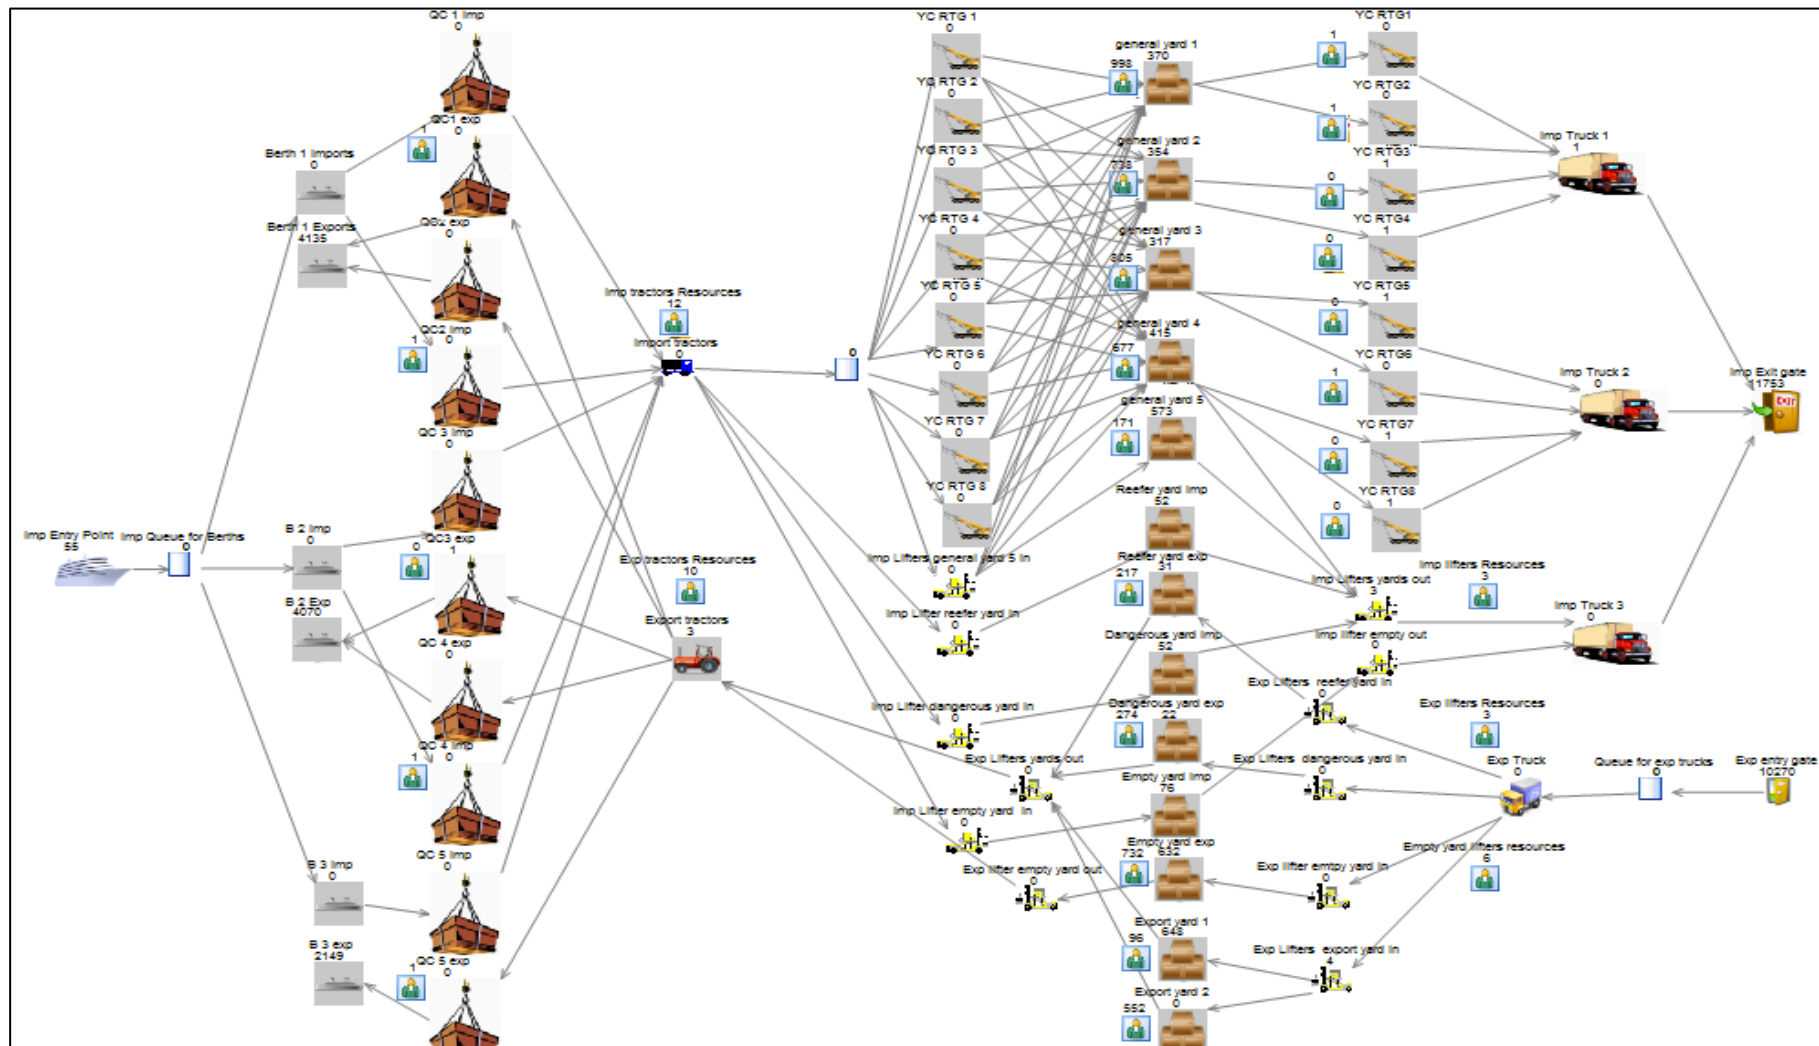 QC 1 Imp
0
QC1 exp
0
1
Berth 1 Imports
0
QC2 exp
0
Berth 1 Exports
4135
QC2 Imp
0
1
QC 3 Imp
0
Imp Entry Point
55
Imp Queue for Berths
0
B 2 Imp
0
QC3 exp
1
0
B 2 Exp
4070
QC 4 exp
0
QC 4 Imp
0
1
B 3 Imp
0
QC 5 Imp
0
B 3 exp
2149
QC 5 exp
0
1
Imp tractors Resources
12
Import tractors
0
0
Exp tractors Resources
10
Export tractors
3
YC RTG 1
0
YC RTG 2
0
YC RTG 3
0
YC RTG 4
0
YC RTG 5
0
YC RTG 6
0
YC RTG 7
0
YC RTG 8
0
Imp Lifters general yard 5 in
0
Imp Lifter reefer yard in
0
Imp Lifter dangerous yard in
0
Exp Lifters yards out
0
Imp Lifter empty yard in
0
Exp lifter empty yard out
0
general yard 1
370
998
general yard 2
354
738
general yard 3
317
805
general yard 4
415
677
general yard 5
573
171
Reefer yard Imp
52
Reefer yard exp
31
217
Dangerous yard Imp
52
Dangerous yard exp
22
274
Empty yard Imp
76
Empty yard exp
632
732
Export yard 1
648
96
Export yard 2
0
552
YC RTG1
0
1
YC RTG2
0
1
YC RTG3
1
0
YC RTG4
1
0
YC RTG5
1
0
YC RTG6
0
1
YC RTG7
1
0
YC RTG8
1
0
Imp Truck 1
1
Imp Truck 2
0
Imp Exit gate
11753
EXIT
Imp Lifters yards out
3
Imp lifters Resources
3
Imp Truck 3
0
Imp lifter empty out
0
Exp Lifters reefer yard in
0
Exp lifters Resources
3
Exp Lifters dangerous yard in
0
Exp Truck
0
Queue for exp trucks
0
Exp entry gate
10270
Exp lifter emtpy yard in
0
Empty yard lifters resources
6
Exp Lifters export yard in
4